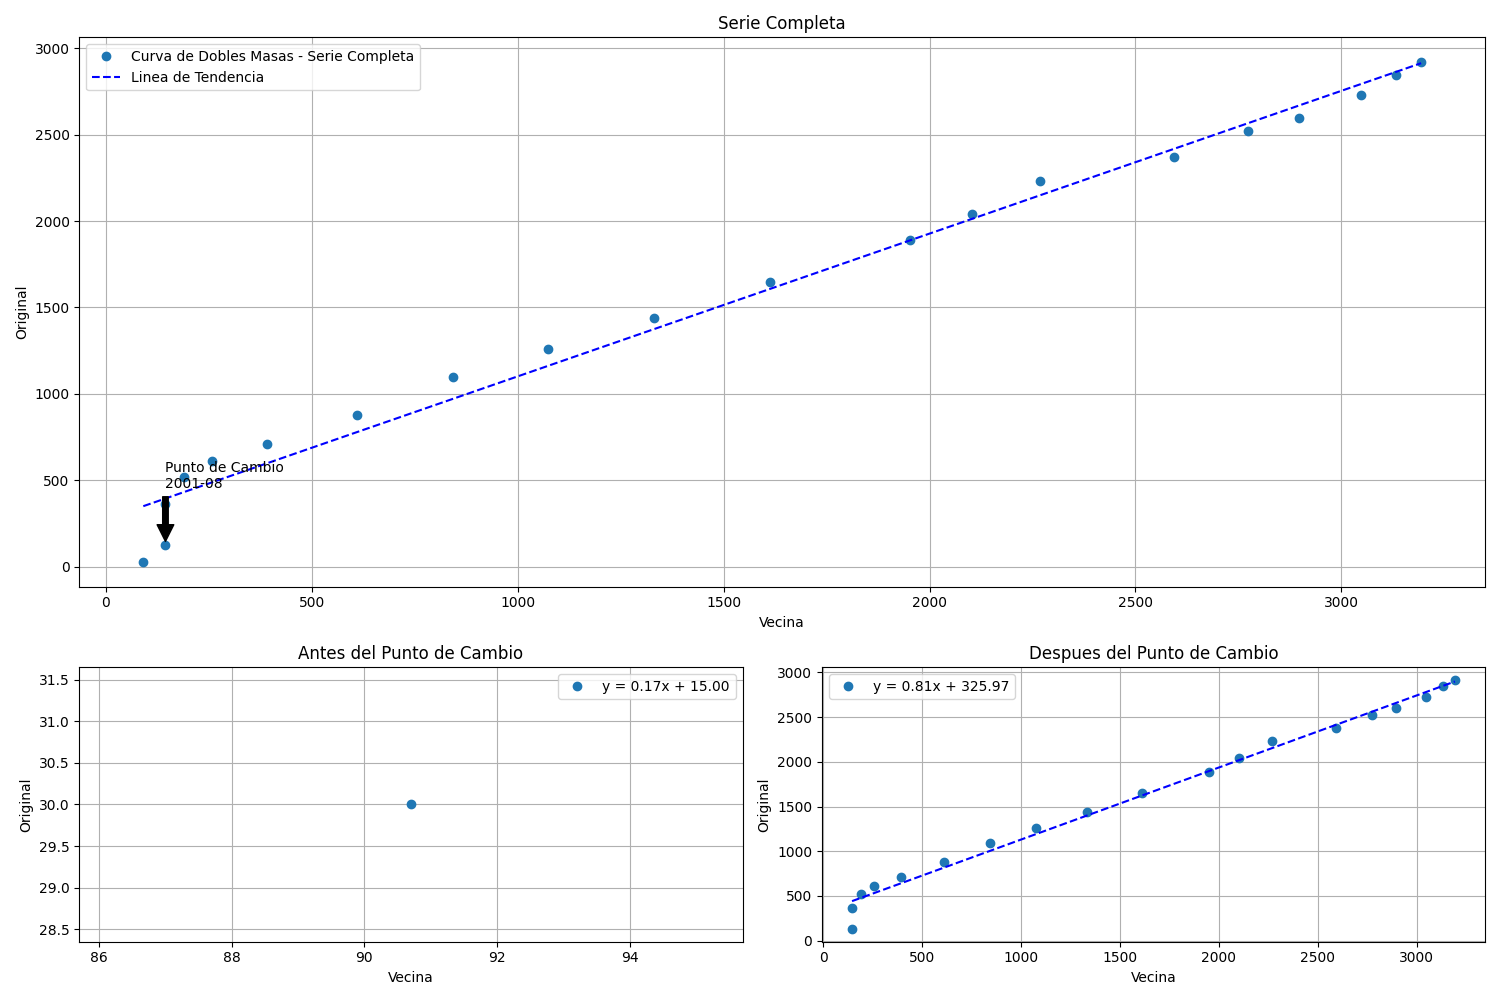 Serie Completa
Curva de Dobles Masas - Serie Completa
Linea de Tendencia
3000
2500
2000
1500
1000
500
0
Original
Punto de Cambio
2001-08
0 500 1000 1500 2000 2500 3000
Vecina
Antes del Punto de Cambio
y = 0.17x + 15.00
31.5
31.0
30.5
30.0
29.5
29.0
28.5
Original
86 88 90 92 94
Vecina
Despues del Punto de Cambio
y = 0.81x + 325.97
3000
2500
2000
1500
1000
500
0
Original
0 500 1000 1500 2000 2500 3000
Vecina